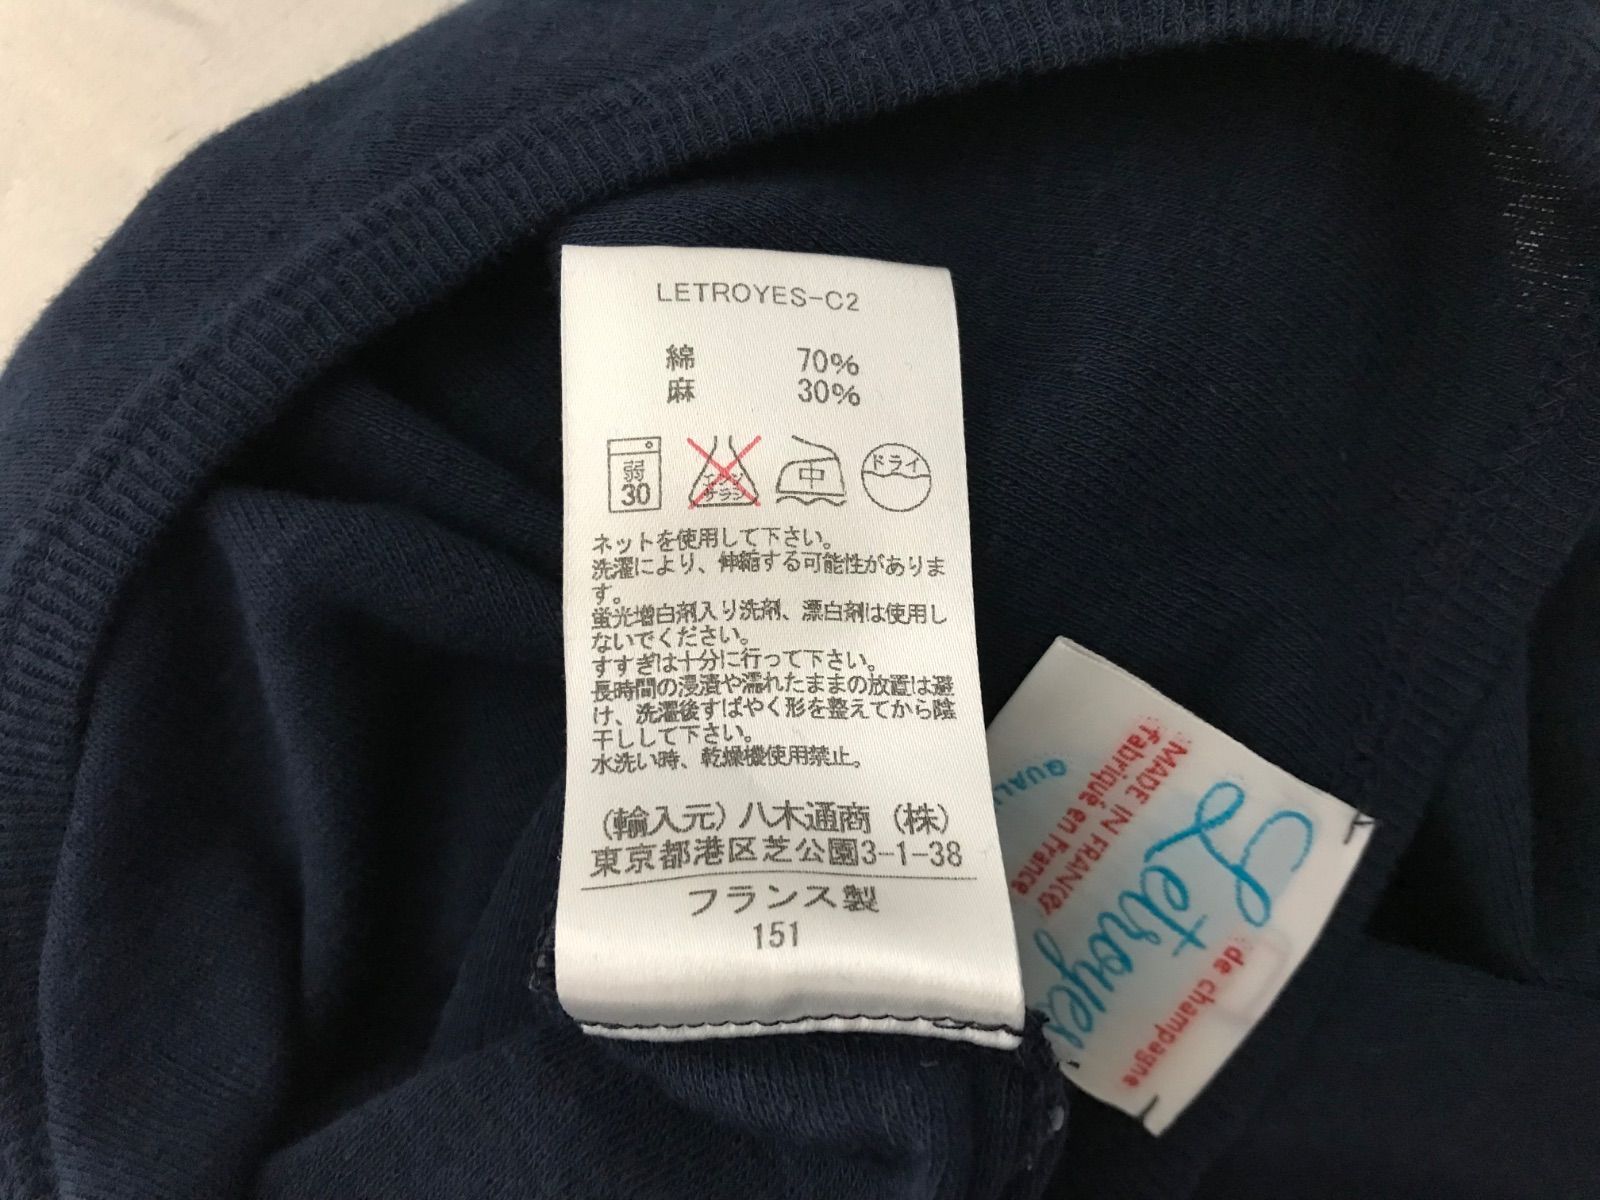 LETROYES-C2
綿 70%
麻 30%
弱
30
エンソ
サラシ
中
ドライ
ネットを使用して下さい。
洗濯により、伸縮する可能性がありま
す。
蛍光増白剤入り洗剤、漂白剤は使用し
ないでください。
すすぎは十分に行って下さい。
長時間の浸漬や濡れたままの放置は避
け、洗濯後すばやく形を整えてから陰
干しして下さい。
水洗い時、乾燥機使用禁止。
(輸入元) 八木通商 (株)
東京都港区芝公園3-1-38
フランス製
151
MADE IN FRANCE
fabriqué en france
Letroyes
de champagne